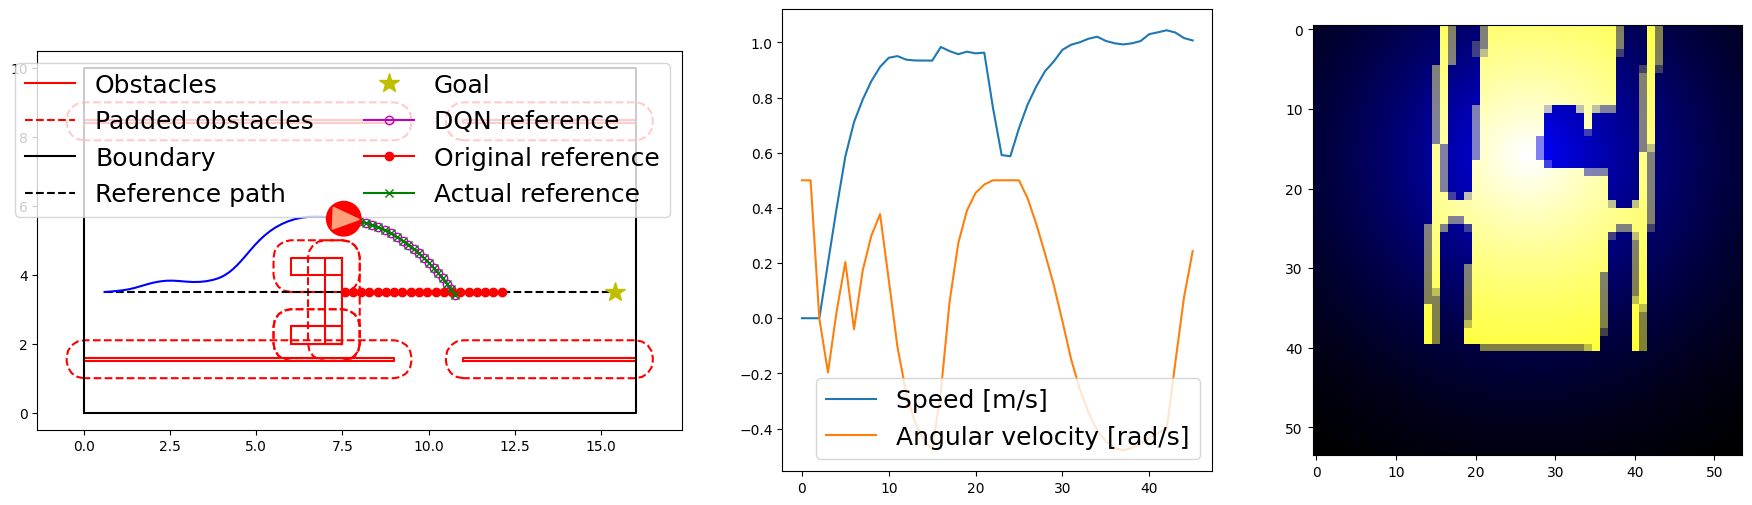 10
8
6
4
2
0
0.0 2.5 5.0 7.5 10.0 12.5 15.0
Obstacles
Padded obstacles
Boundary
Reference path
Goal
DQN reference
Original reference
Actual reference
1.0
0.8
0.6
0.4
0.2
0.0
−0.2
−0.4
0 10 20 30 40
Speed [m/s]
Angular velocity [rad/s]
0
10
20
30
40
50
0 10 20 30 40 50